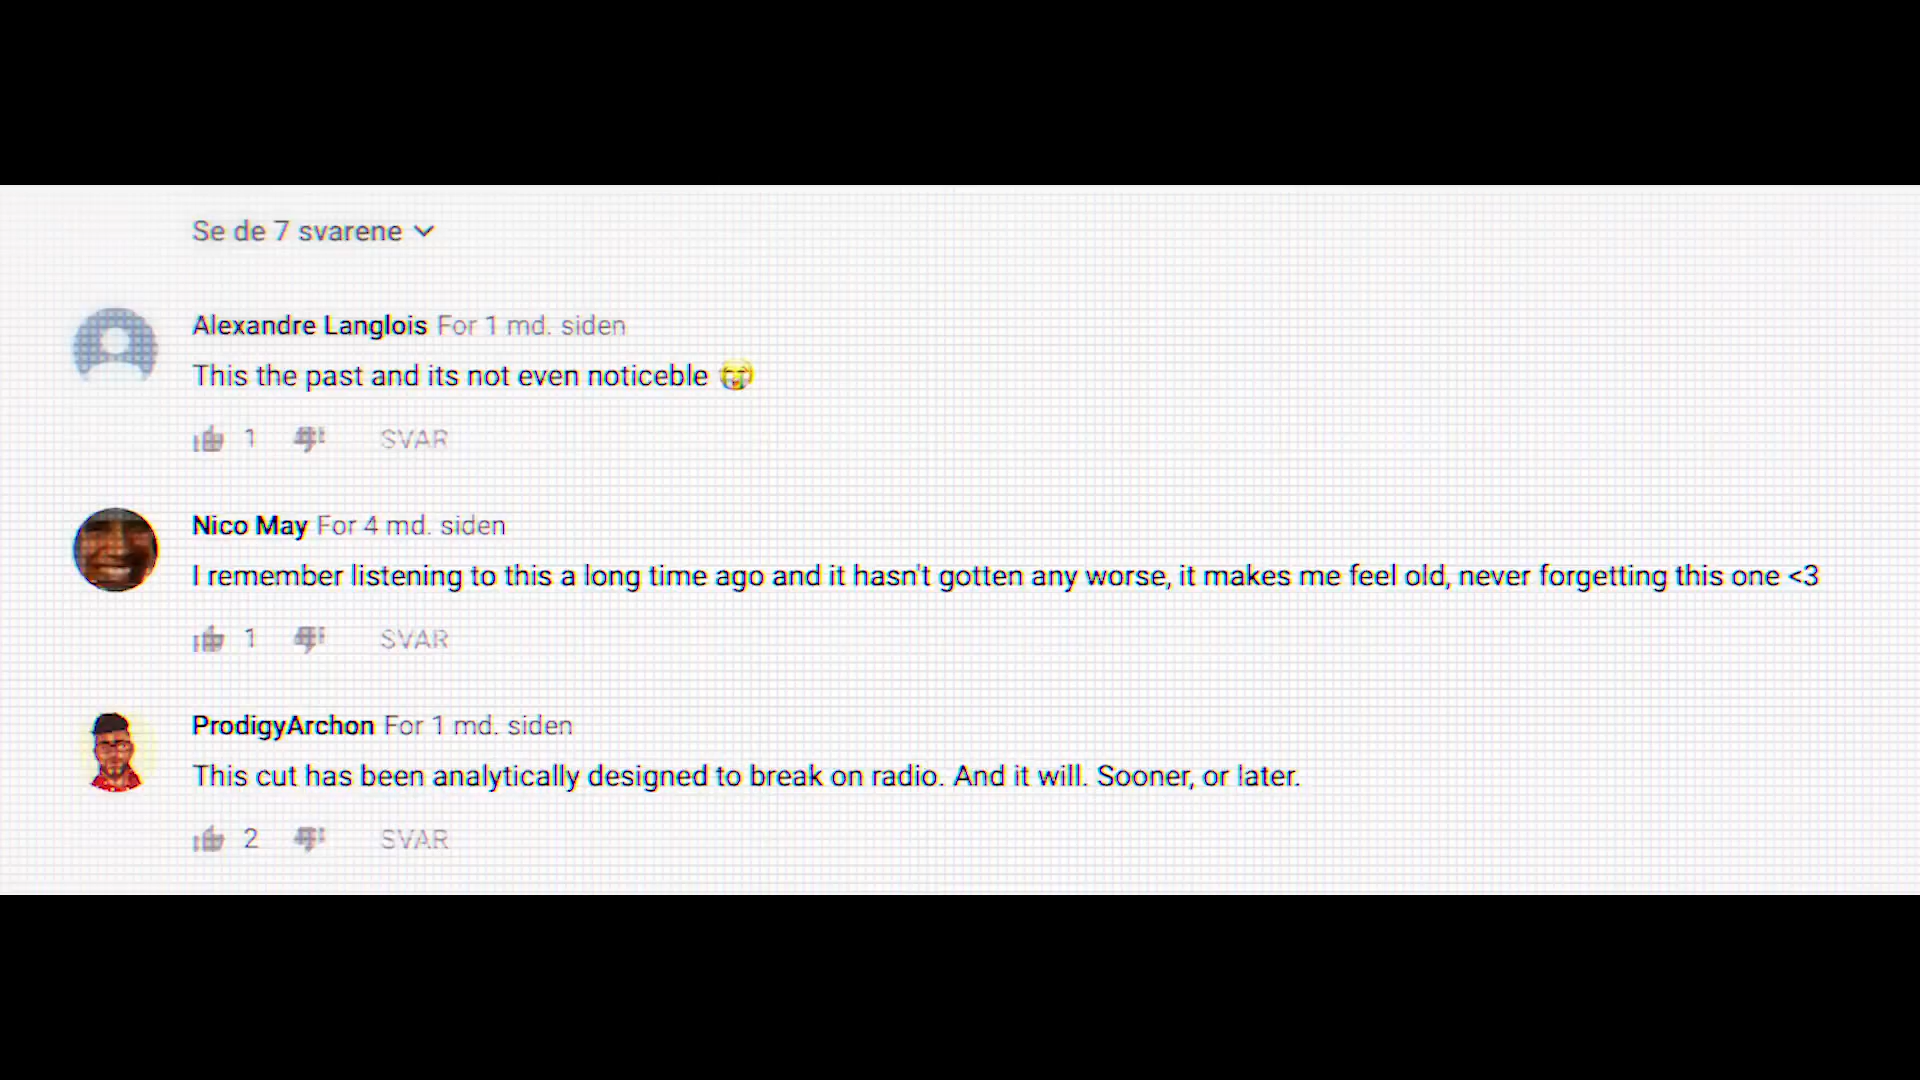 Se de 7 svarene
Alexandre Langlois For 1 md. siden
This the past and its not even noticeble 😭
1 SVAR
Nico May For 4 md. siden
I remember listening to this a long time ago and it hasn't gotten any worse, it makes me feel old, never forgetting this one <3
1 SVAR
ProdigyArchon For 1 md. siden
This cut has been analytically designed to break on radio. And it will. Sooner, or later.
2 SVAR